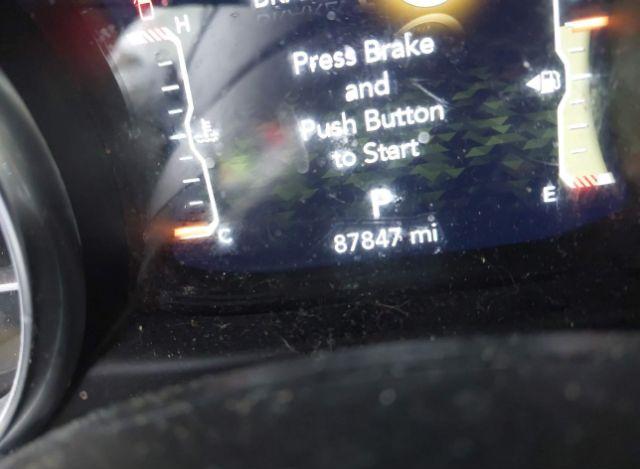 H
Press Brake
and
Push Button
to Start
P
E
C
87847 mi